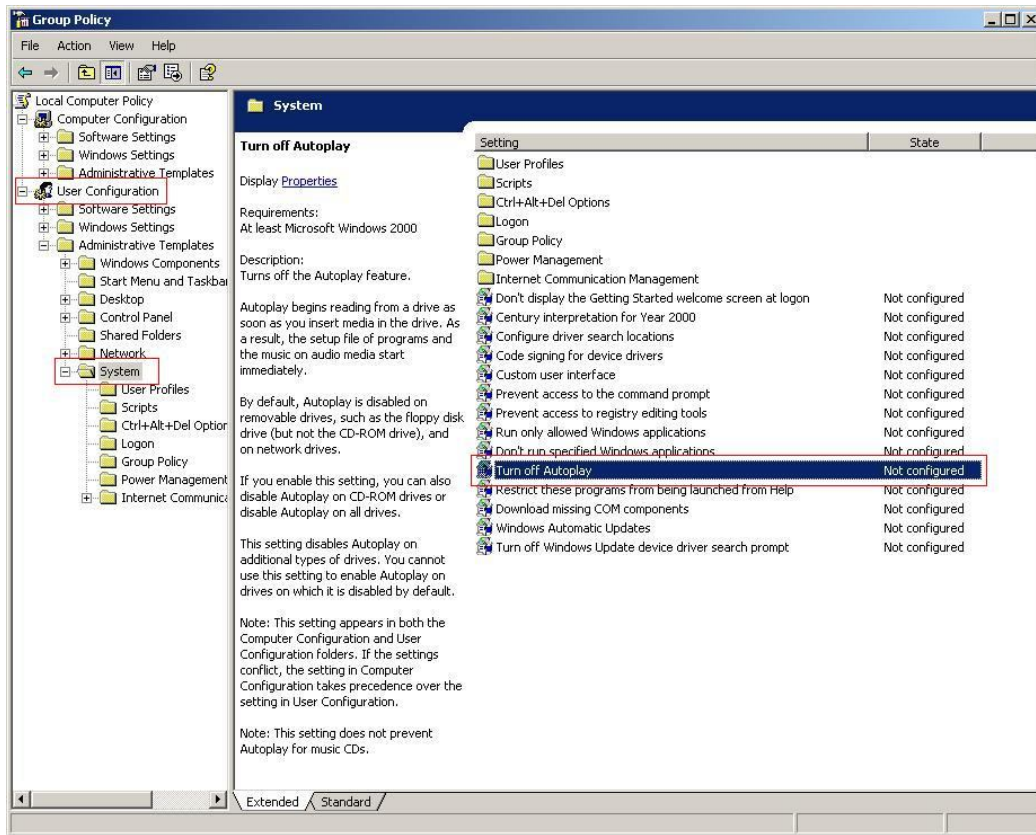 Group Policy
File Action View Help
Local Computer Policy
Computer Configuration
Software Settings
Windows Settings
Administrative Templates
User Configuration
Software Settings
Windows Settings
Administrative Templates
Windows Components
Start Menu and Taskbar
Desktop
Control Panel
Shared Folders
Network
System
User Profiles
Scripts
Ctrl+Alt+Del Option
Logon
Group Policy
Power Management
Internet Communica
System
Turn off Autoplay
Display Properties
Requirements:
At least Microsoft Windows 2000
Description:
Turns off the Autoplay feature.
Autoplay begins reading from a drive as
soon as you insert media in the drive. As
a result, the setup file of programs and
the music on audio media start
immediately.
By default, Autoplay is disabled on
removable drives, such as the floppy disk
drive (but not the CD-ROM drive), and
on network drives.
If you enable this setting, you can also
disable Autoplay on CD-ROM drives or
disable Autoplay on all drives.
This setting disables Autoplay on
additional types of drives. You cannot
use this setting to enable Autoplay on
drives on which it is disabled by default.
Note: This setting appears in both the
Computer Configuration and User
Configuration folders. If the settings
conflict, the setting in Computer
Configuration takes precedence over the
setting in User Configuration.
Note: This setting does not prevent
Autoplay for music CDs.
Setting State
User Profiles
Scripts
Ctrl+Alt+Del Options
Logon
Group Policy
Power Management
Internet Communication Management
Don't display the Getting Started welcome screen at logon Not configured
Century interpretation for Year 2000 Not configured
Configure driver search locations Not configured
Code signing for device drivers Not configured
Custom user interface Not configured
Prevent access to the command prompt Not configured
Prevent access to registry editing tools Not configured
Run only allowed Windows applications Not configured
Don't run specified Windows applications Not configured
Turn off Autoplay Not configured
Restrict these programs from being launched from Help Not configured
Download missing COM components Not configured
Windows Automatic Updates Not configured
Turn off Windows Update device driver search prompt Not configured
Extended Standard